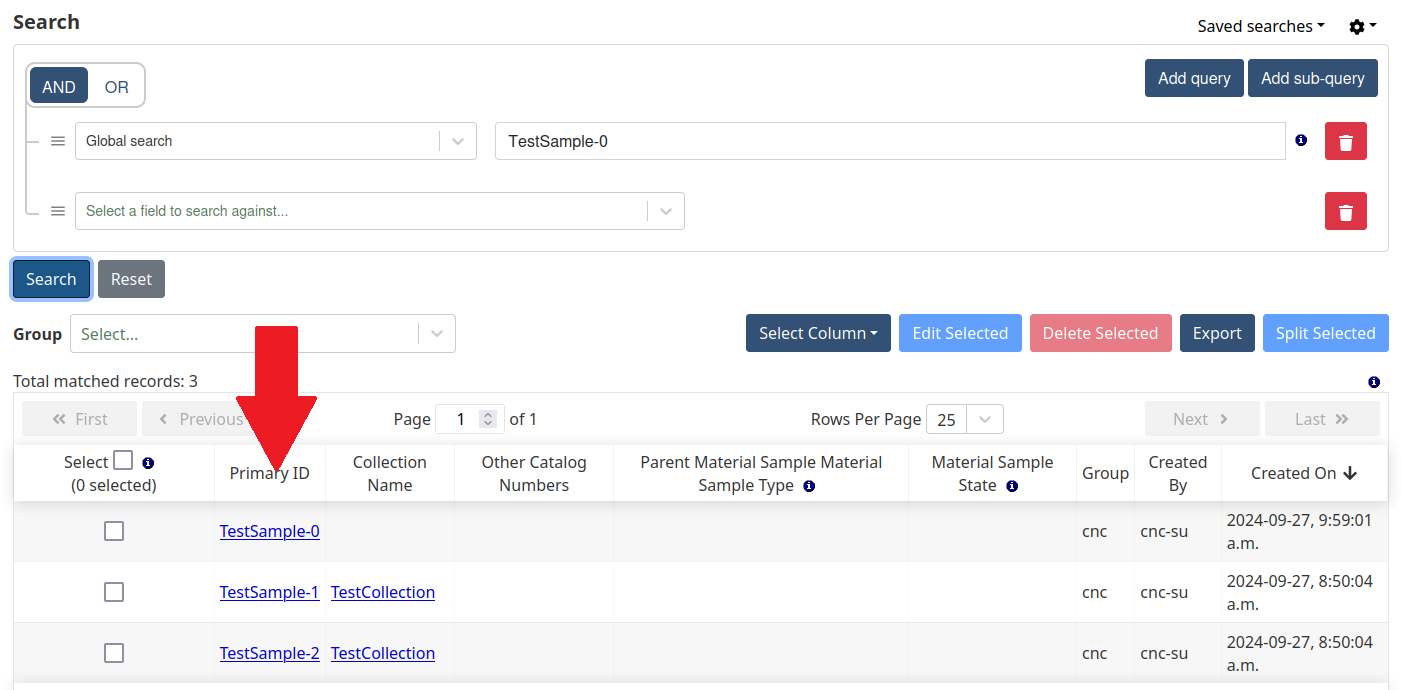 Search
Saved searches
AND OR
Add query Add sub-query
Global search
TestSample-0
Select a field to search against...
Search Reset
Group Select...
Select Column Edit Selected Delete Selected Export Split Selected
Total matched records: 3
First Previous Page 1 of 1 Rows Per Page 25 Next Last
Select
(0 selected)
Primary ID
Collection
Name
Other Catalog
Numbers
Parent Material Sample Material
Sample Type
Material Sample
State
Group
Created
By
Created On
TestSample-0 cnc cnc-su 2024-09-27, 9:59:01
a.m.
TestSample-1 TestCollection cnc cnc-su 2024-09-27, 8:50:04
a.m.
TestSample-2 TestCollection cnc cnc-su 2024-09-27, 8:50:04
a.m.